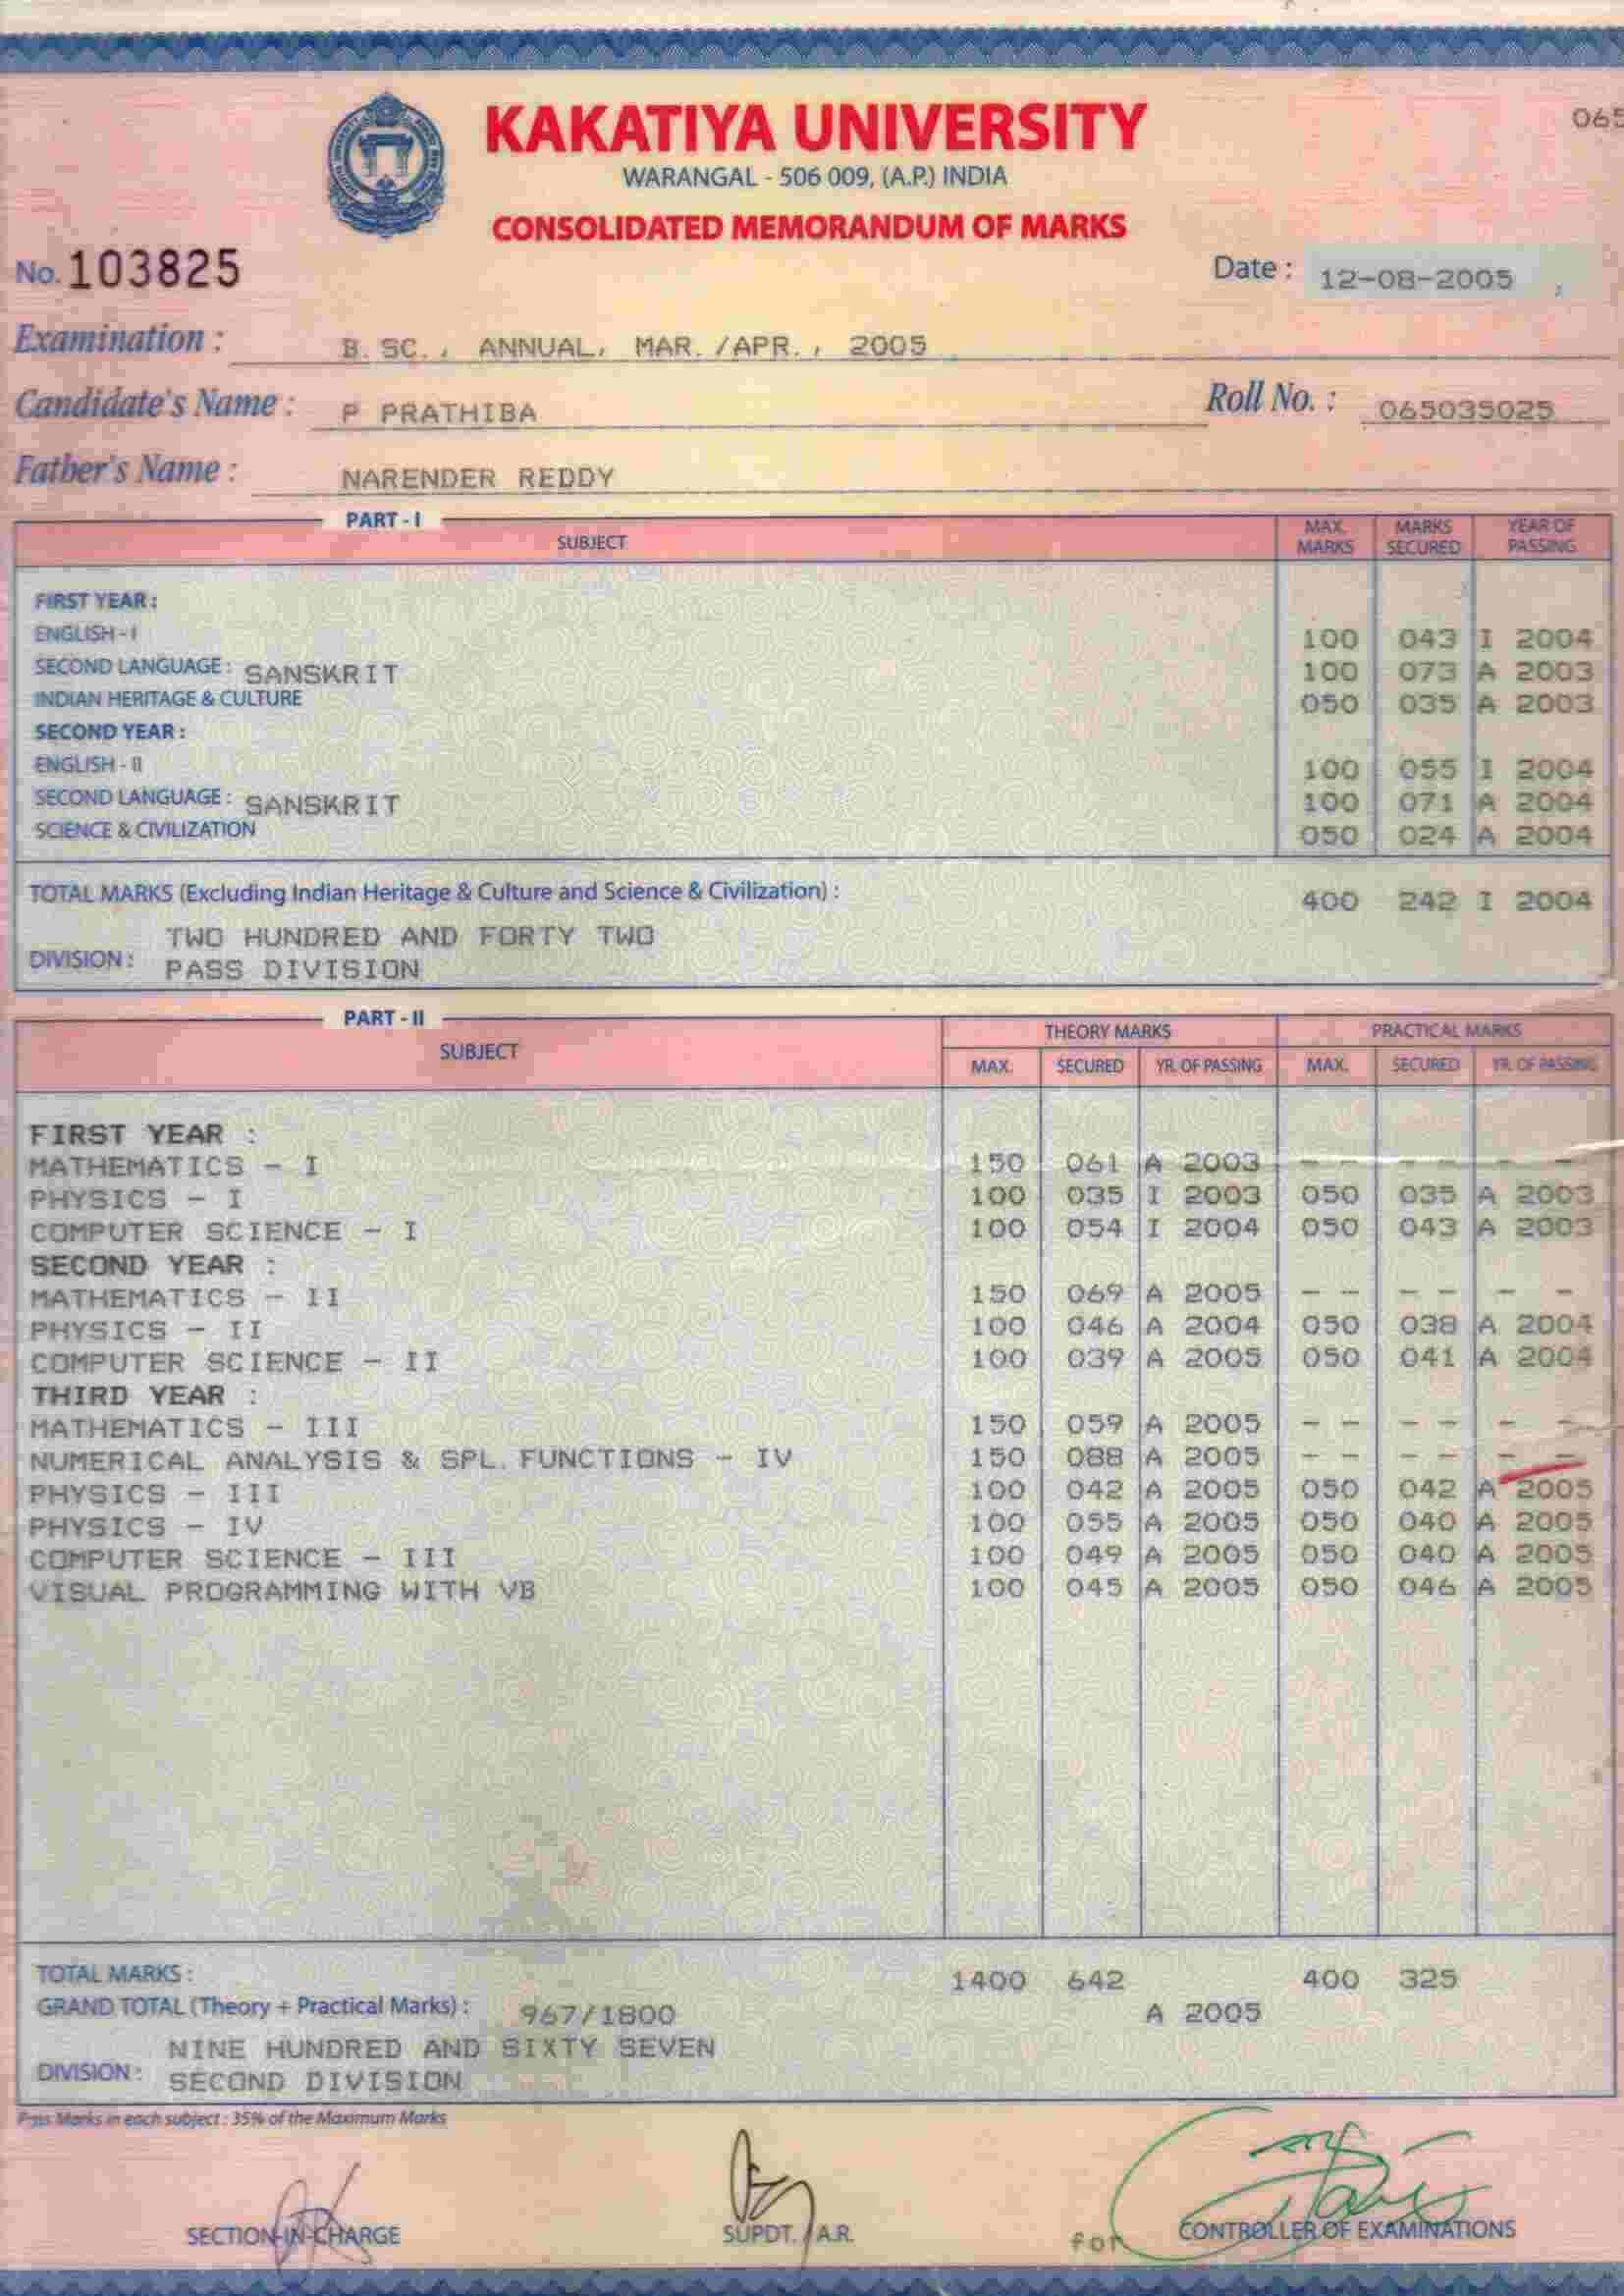 065
KAKATIYA UNIVERSITY
WARANGAL - 506 009, (A.P.) INDIA
CONSOLIDATED MEMORANDUM OF MARKS
No. 103825
Date : 12-08-2005
Examination : B. SC., ANNUAL, MAR. /APR., 2005
Candidate's Name : P PRATHIBA Roll No. : 065035025
Father's Name : NARENDER REDDY
PART - I
SUBJECT MAX. MARKS MARKS SECURED YEAR OF PASSING
FIRST YEAR :
ENGLISH - I 100 043 I 2004
SECOND LANGUAGE : SANSKRIT 100 073 A 2003
INDIAN HERITAGE & CULTURE 050 035 A 2003
SECOND YEAR :
ENGLISH - II 100 055 I 2004
SECOND LANGUAGE : SANSKRIT 100 071 A 2004
SCIENCE & CIVILIZATION 050 024 A 2004
TOTAL MARKS (Excluding Indian Heritage & Culture and Science & Civilization) : 400 242 I 2004
TWO HUNDRED AND FORTY TWO
DIVISION : PASS DIVISION
PART - II
SUBJECT THEORY MARKS PRACTICAL MARKS
MAX. SECURED YR. OF PASSING MAX. SECURED YR. OF PASSING
FIRST YEAR :
MATHEMATICS - I 150 061 A 2003 - - - - - -
PHYSICS - I 100 035 I 2003 050 035 A 2003
COMPUTER SCIENCE - I 100 054 I 2004 050 043 A 2003
SECOND YEAR :
MATHEMATICS - II 150 069 A 2005 - - - - - -
PHYSICS - II 100 046 A 2004 050 038 A 2004
COMPUTER SCIENCE - II 100 039 A 2005 050 041 A 2004
THIRD YEAR :
MATHEMATICS - III 150 059 A 2005 - - - - - -
NUMERICAL ANALYSIS & SPL. FUNCTIONS - IV 150 088 A 2005 - - - - - -
PHYSICS - III 100 042 A 2005 050 042 A 2005
PHYSICS - IV 100 055 A 2005 050 040 A 2005
COMPUTER SCIENCE - III 100 049 A 2005 050 040 A 2005
VISUAL PROGRAMMING WITH VB 100 045 A 2005 050 046 A 2005
TOTAL MARKS : 1400 642 400 325
GRAND TOTAL (Theory + Practical Marks) : 967/1800 A 2005
NINE HUNDRED AND SIXTY SEVEN
DIVISION : SECOND DIVISION
Pass Marks in each subject : 35% of the Maximum Marks
SECTION-IN-CHARGE SUPDT. / A.R. for CONTROLLER OF EXAMINATIONS